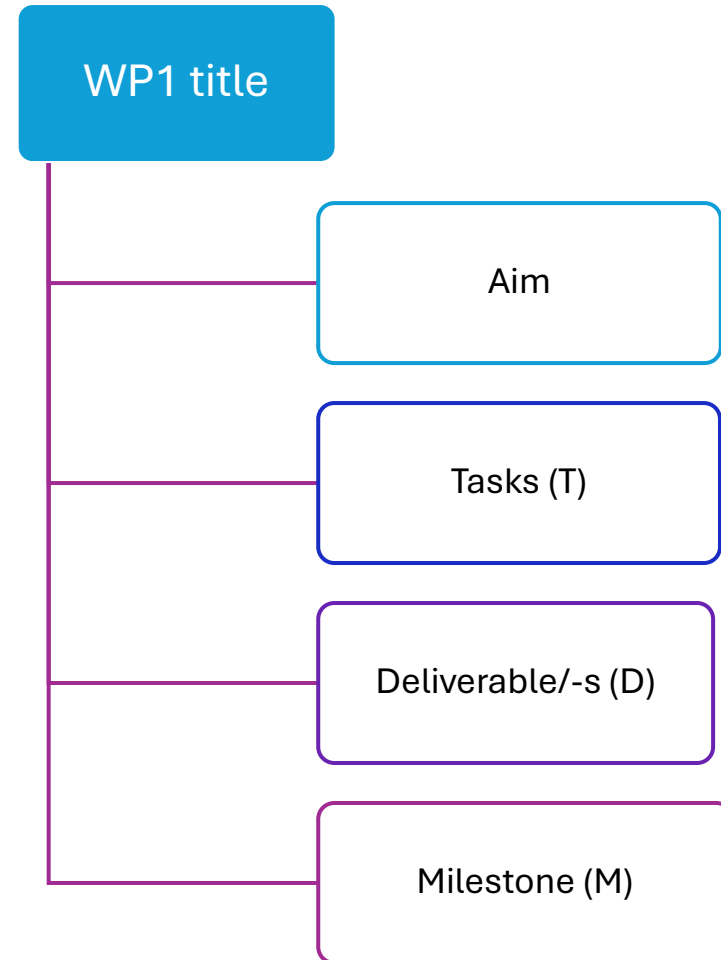 WP1 title
Aim
Tasks (T)
Deliverable/-s (D)
Milestone (M)